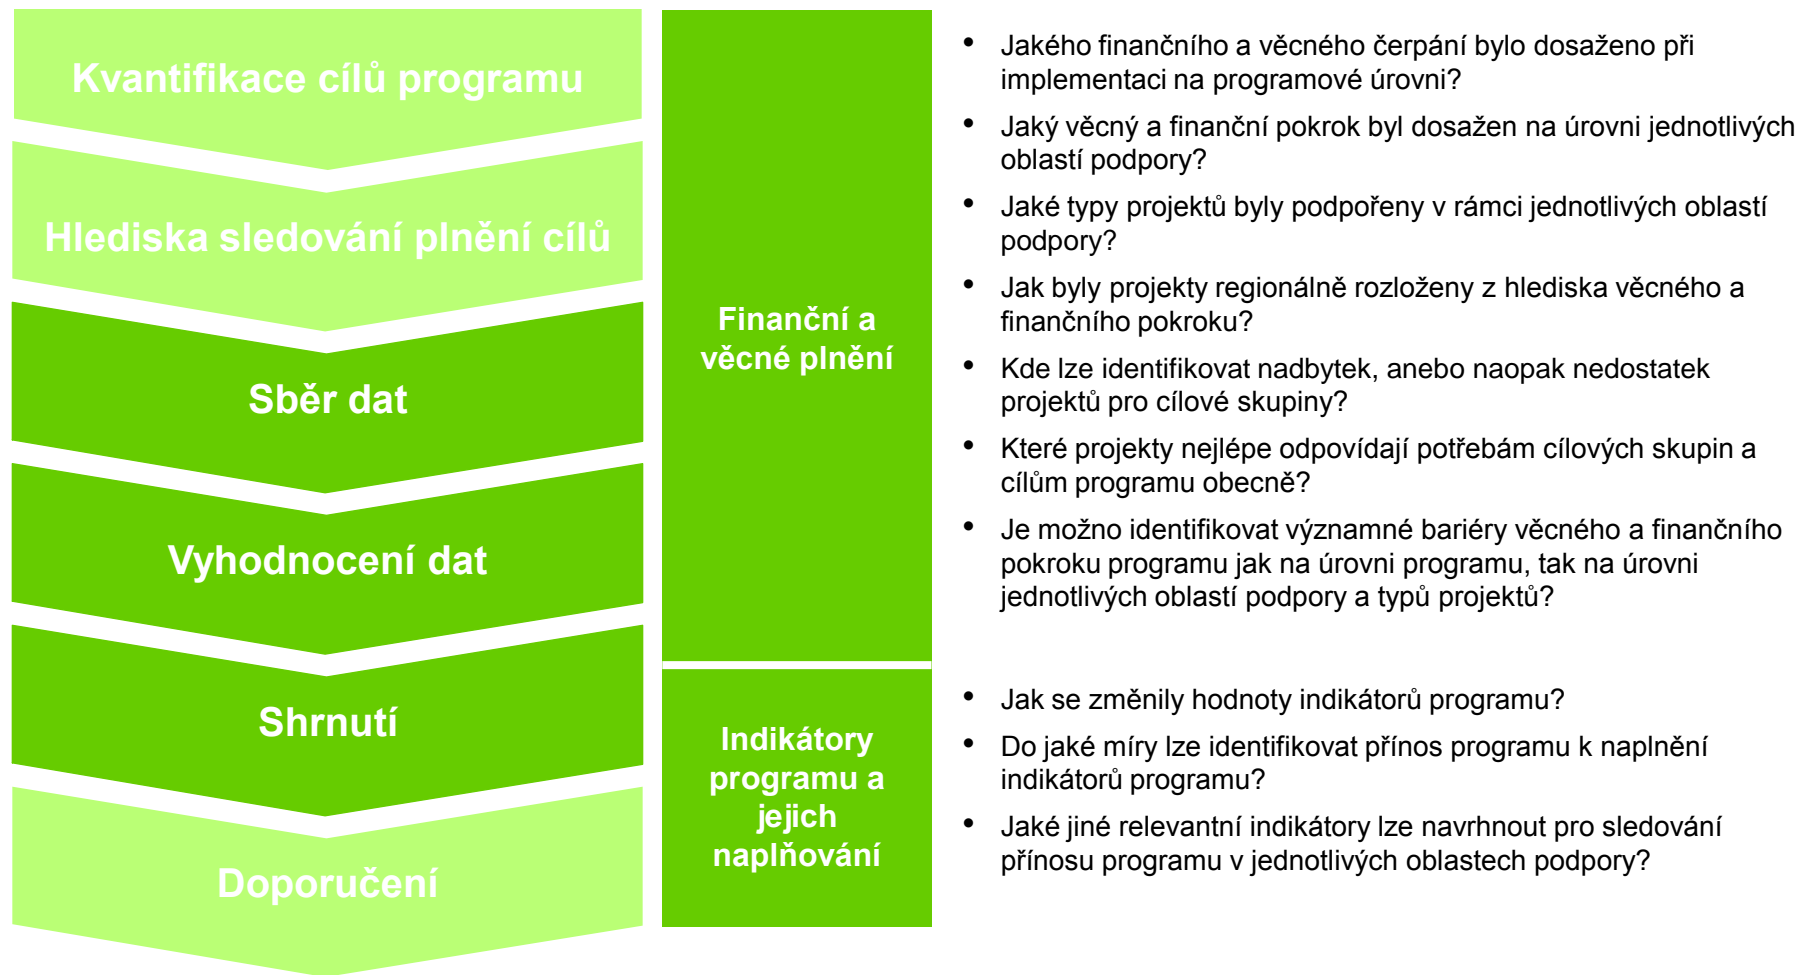 Kvantifikace cílů programu
Hlediska sledování plnění cílů
Sběr dat
Vyhodnocení dat
Shrnutí
Doporučení
Finanční a
věcné plnění
Indikátory
programu a
jejich
naplňování
• Jakého finančního a věcného čerpání bylo dosaženo při
implementaci na programové úrovni?
• Jaký věcný a finanční pokrok byl dosažen na úrovni jednotlivých
oblastí podpory?
• Jaké typy projektů byly podpořeny v rámci jednotlivých oblastí
podpory?
• Jak byly projekty regionálně rozloženy z hlediska věcného a
finančního pokroku?
• Kde lze identifikovat nadbytek, anebo naopak nedostatek
projektů pro cílové skupiny?
• Které projekty nejlépe odpovídají potřebám cílových skupin a
cílům programu obecně?
• Je možno identifikovat významné bariéry věcného a finančního
pokroku programu jak na úrovni programu, tak na úrovni
jednotlivých oblastí podpory a typů projektů?
• Jak se změnily hodnoty indikátorů programu?
• Do jaké míry lze identifikovat přínos programu k naplnění
indikátorů programu?
• Jaké jiné relevantní indikátory lze navrhnout pro sledování
přínosu programu v jednotlivých oblastech podpory?